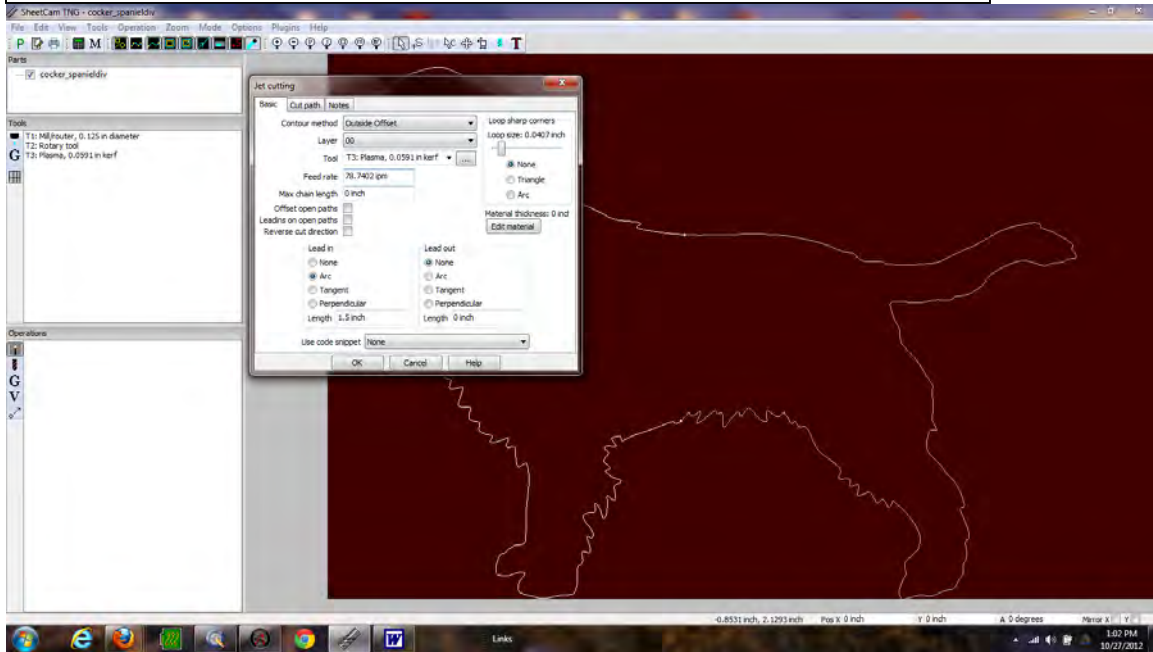 SheetCam TNG - cocker_spanieldiv
File Edit View Tools Operation Zoom Mode Options Plugins Help
Parts
cocker_spanieldiv
Tools
T1: Mill/router, 0.125 in diameter
T2: Rotary tool
T3: Plasma, 0.0591 in kerf
Operations
Jet cutting
Basic Cut path Notes
Contour method Outside Offset
Layer 00
Tool T3: Plasma, 0.0591 in kerf ...
Feed rate 78.7402 ipm
Max chain length 0 inch
Offset open paths
Leadins on open paths
Reverse cut direction
Loop sharp corners
Loop size: 0.0407 inch
None
Triangle
Arc
Material thickness: 0 incl
Edit material
Lead in
None
Arc
Tangent
Perpendicular
Length 1.5 inch
Lead out
None
Arc
Tangent
Perpendicular
Length 0 inch
Use code snippet None
OK Cancel Help
-0.8531 inch, 2.1293 inch Pos X 0 inch Y 0 inch A 0 degrees Mirror X Y
Links
1:02 PM
10/27/2012